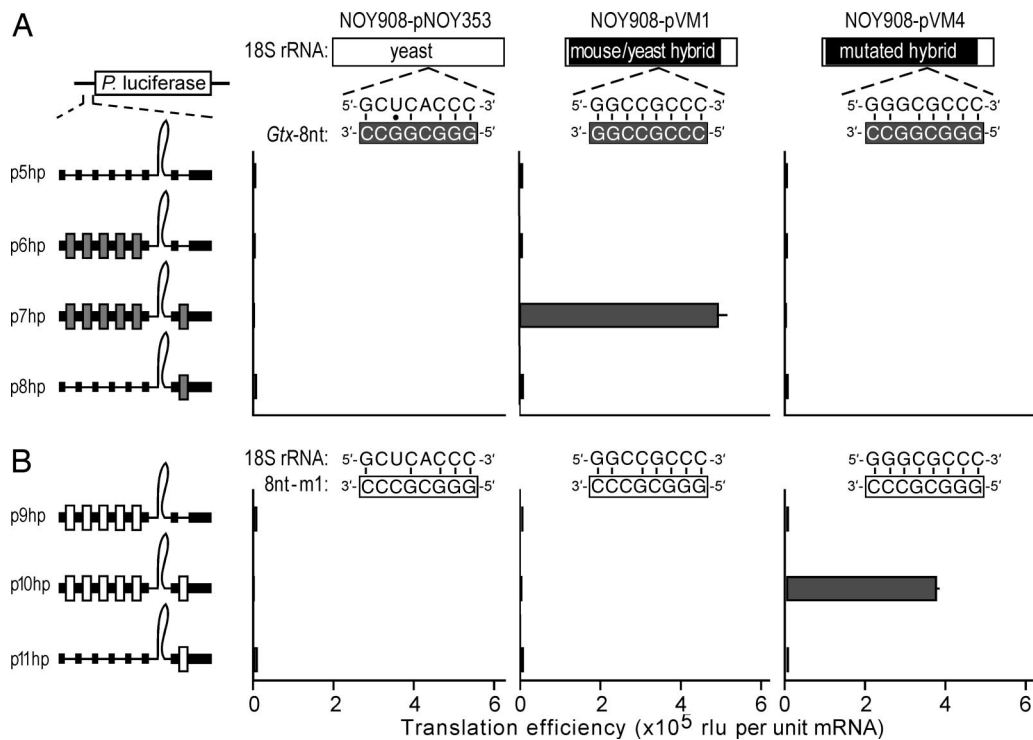 A
NOY908-pNOY353 NOY908-pVM1 NOY908-pVM4
18S rRNA: yeast mouse/yeast hybrid mutated hybrid
P. luciferase
5′-GCUCACCC-3′ 5′-GGCCGCCC-3′ 5′-GGGCGCCC-3′
Gtx-8nt: 3′-CCGGCGGG-5′ 3′-GGCCGCCC-5′ 3′-CCGGCGGG-5′
p5hp
p6hp
p7hp
p8hp
B
18S rRNA: 5′-GCUCACCC-3′ 5′-GGCCGCCC-3′ 5′-GGGCGCCC-3′
8nt-m1: 3′-CCCGCGGG-5′ 3′-CCCGCGGG-5′ 3′-CCCGCGGG-5′
p9hp
p10hp
p11hp
0 2 4 6 0 2 4 6 0 2 4 6
Translation efficiency (x10⁵ rlu per unit mRNA)